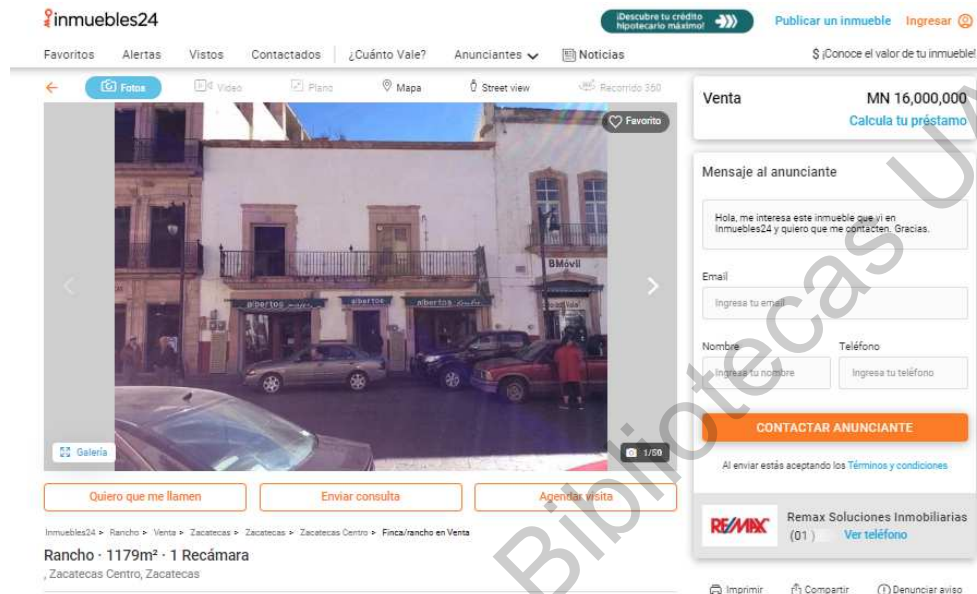 inmuebles24
¡Descubre tu crédito
hipotecario máximo!
Publicar un inmueble Ingresar
Favoritos Alertas Vistos Contactados ¿Cuánto Vale? Anunciantes Noticias
$ ¡Conoce el valor de tu inmueble!
Fotos Video Plano Mapa Street view Recorrido 360
Favorito
BMóvil
albertos albertos albertos
Galería
1/50
Quiero que me llamen Enviar consulta Agendar visita
Inmuebles24 > Rancho > Venta > Zacatecas > Zacatecas > Zacatecas Centro > Finca/rancho en Venta
Rancho · 1179m² · 1 Recámara
, Zacatecas Centro, Zacatecas
Venta MN 16,000,000
Calcula tu préstamo
Mensaje al anunciante
Hola, me interesa este inmueble que vi en
Inmuebles24 y quiero que me contacten. Gracias.
Email
Ingresa tu email
Nombre Teléfono
Ingresa tu nombre Ingresa tu teléfono
CONTACTAR ANUNCIANTE
Al enviar estás aceptando los Términos y condiciones
RE/MAX
Remax Soluciones Inmobiliarias
(01 ) Ver teléfono
Imprimir Compartir Denunciar aviso
Bibliotecas